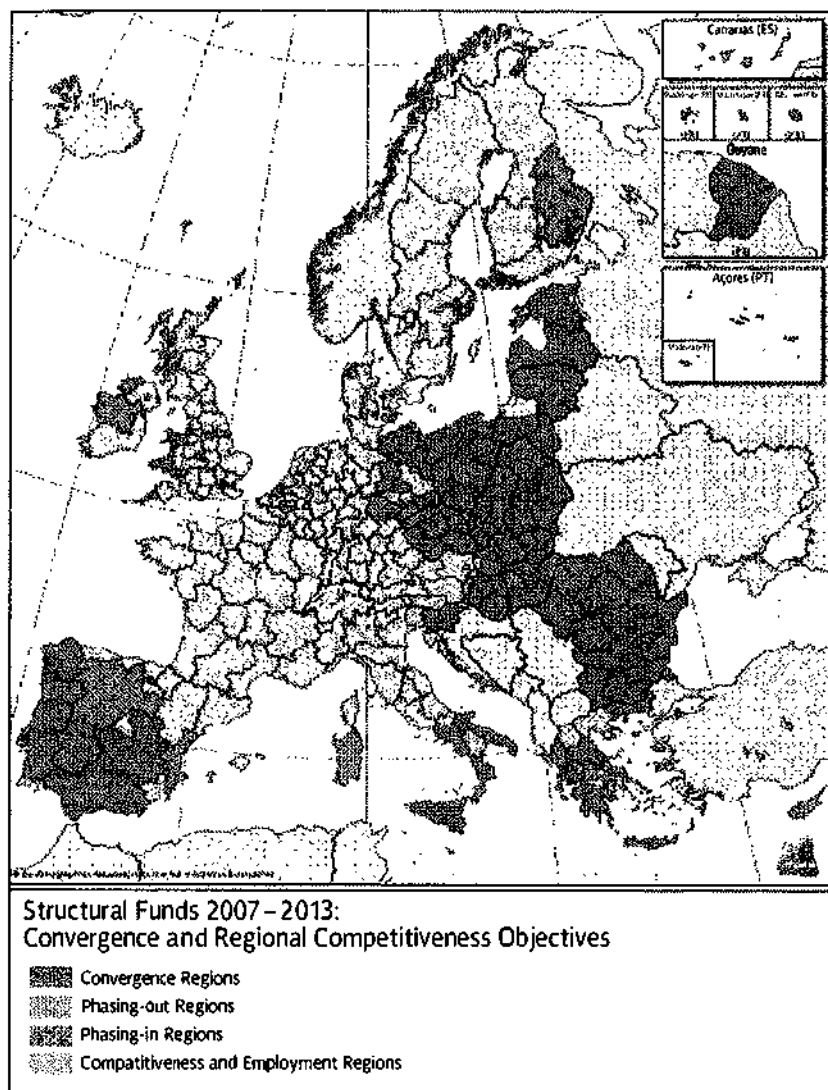 Canarias (ES)
Guyane
(FR)
Açores (PT)
Structural Funds 2007–2013:
Convergence and Regional Competitiveness Objectives
Convergence Regions
Phasing-out Regions
Phasing-in Regions
Compatitiveness and Employment Regions